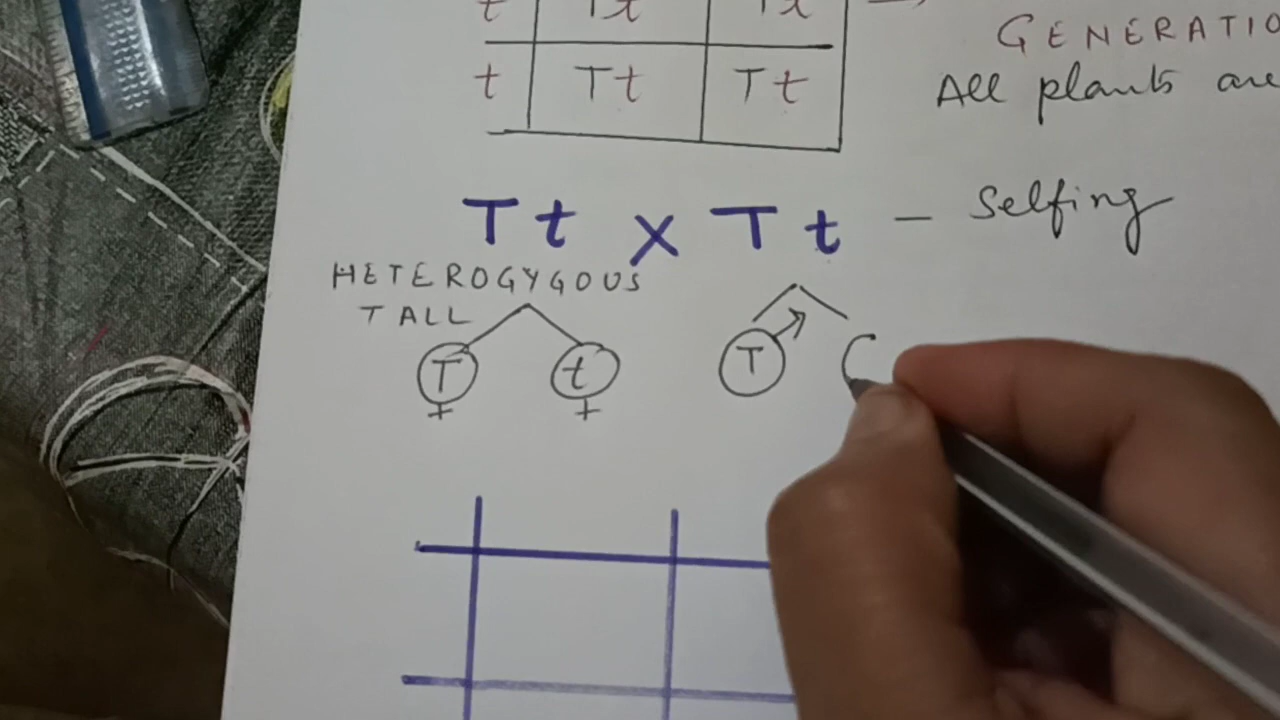 t Tt Tt
GENERATIO
t Tt Tt
All plants are
Tt x Tt - Selfing
HETEROGYGOUS
TALL
T t T